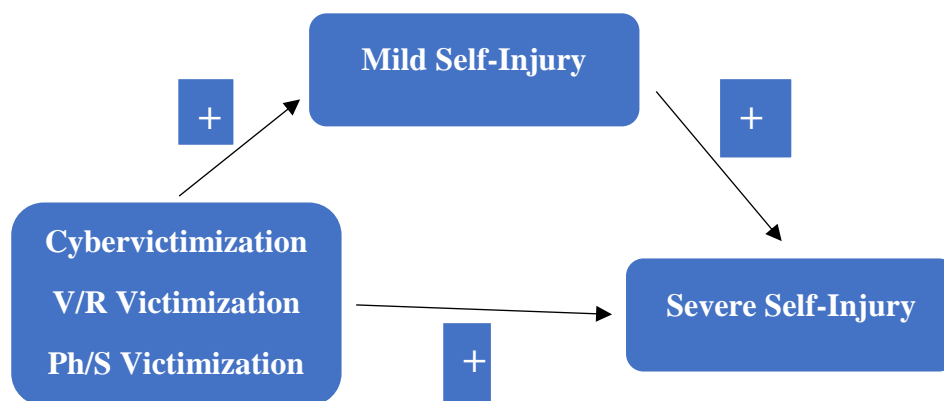 Mild Self-Injury
+
+
Cybervictimization
V/R Victimization
Ph/S Victimization
Severe Self-Injury
+